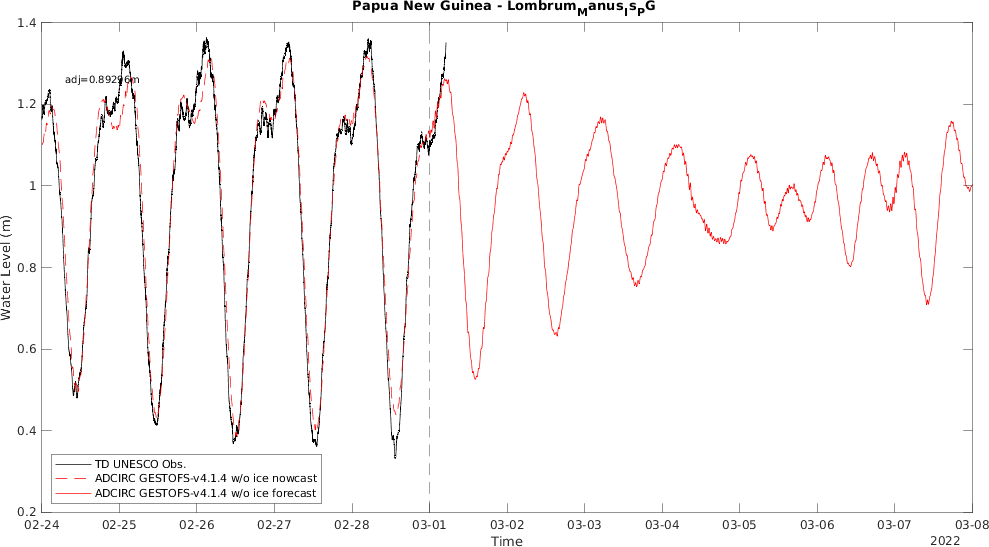 Papua New Guinea - LombrumManusIsPG
1.4
adj=0.89296m
1.2
1
0.8
0.6
0.4
0.2
Water Level (m)
TD UNESCO Obs.
ADCIRC GESTOFS-v4.1.4 w/o ice nowcast
ADCIRC GESTOFS-v4.1.4 w/o ice forecast
02-24 02-25 02-26 02-27 02-28 03-01 03-02 03-03 03-04 03-05 03-06 03-07 03-08
Time
2022